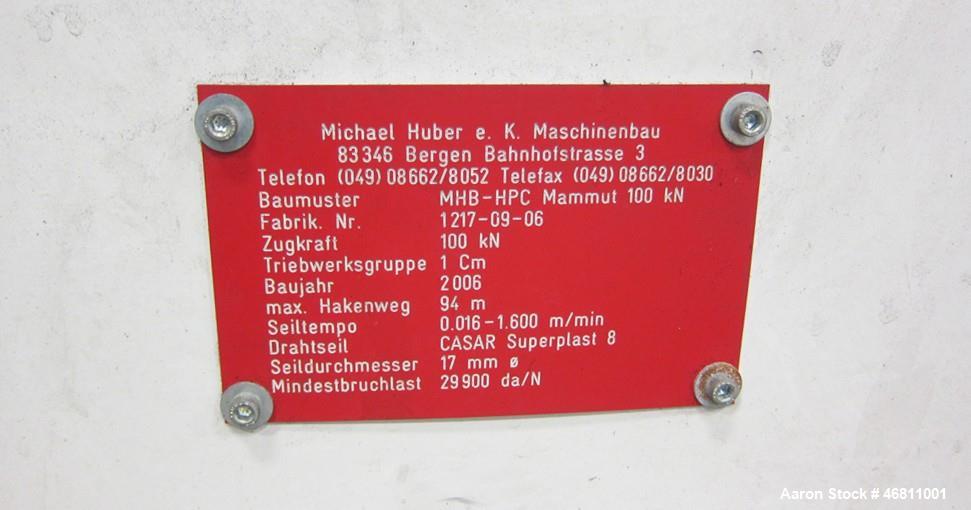 Michael Huber e. K. Maschinenbau
83346 Bergen Bahnhofstrasse 3
Telefon (049) 08662/8052 Telefax (049) 08662/8030
Baumuster MHB-HPC Mammut 100 kN
Fabrik. Nr. 1217-09-06
Zugkraft 100 kN
Triebwerksgruppe 1 Cm
Baujahr 2006
max. Hakenweg 94 m
Seiltempo 0.016-1.600 m/min
Drahtseil CASAR Superplast 8
Seildurchmesser 17 mm ø
Mindestbruchlast 29900 da/N
Aaron Stock # 46811001